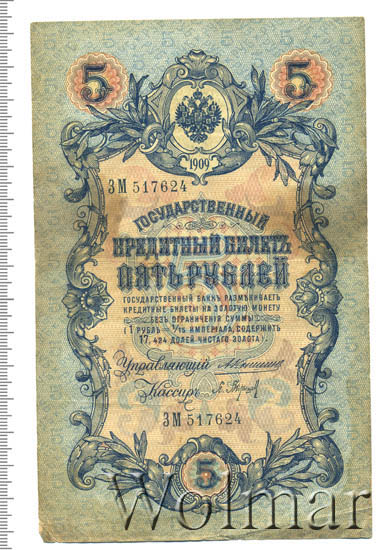 5 5
1909
ЗМ 517624
ГОСУДАРСТВЕННЫЙ
КРЕДИТНЫЙ БИЛЕТЪ
ПЯТЬ РУБЛЕЙ
ГОСУДАРСТВЕННЫЙ БАНКЪ РАЗМѢНИВАЕТЪ
КРЕДИТНЫЕ БИЛЕТЫ НА ЗОЛОТУЮ МОНЕТУ
БЕЗЪ ОГРАНИЧЕНІЯ СУММЫ
(1 РУБЛЬ = 1/15 ИМПЕРІАЛА, СОДЕРЖИТЪ
17,424 ДОЛЕЙ ЧИСТАГО ЗОЛОТА)
Управляющій
Кассиръ
ЗМ 517624
5
Wolmar